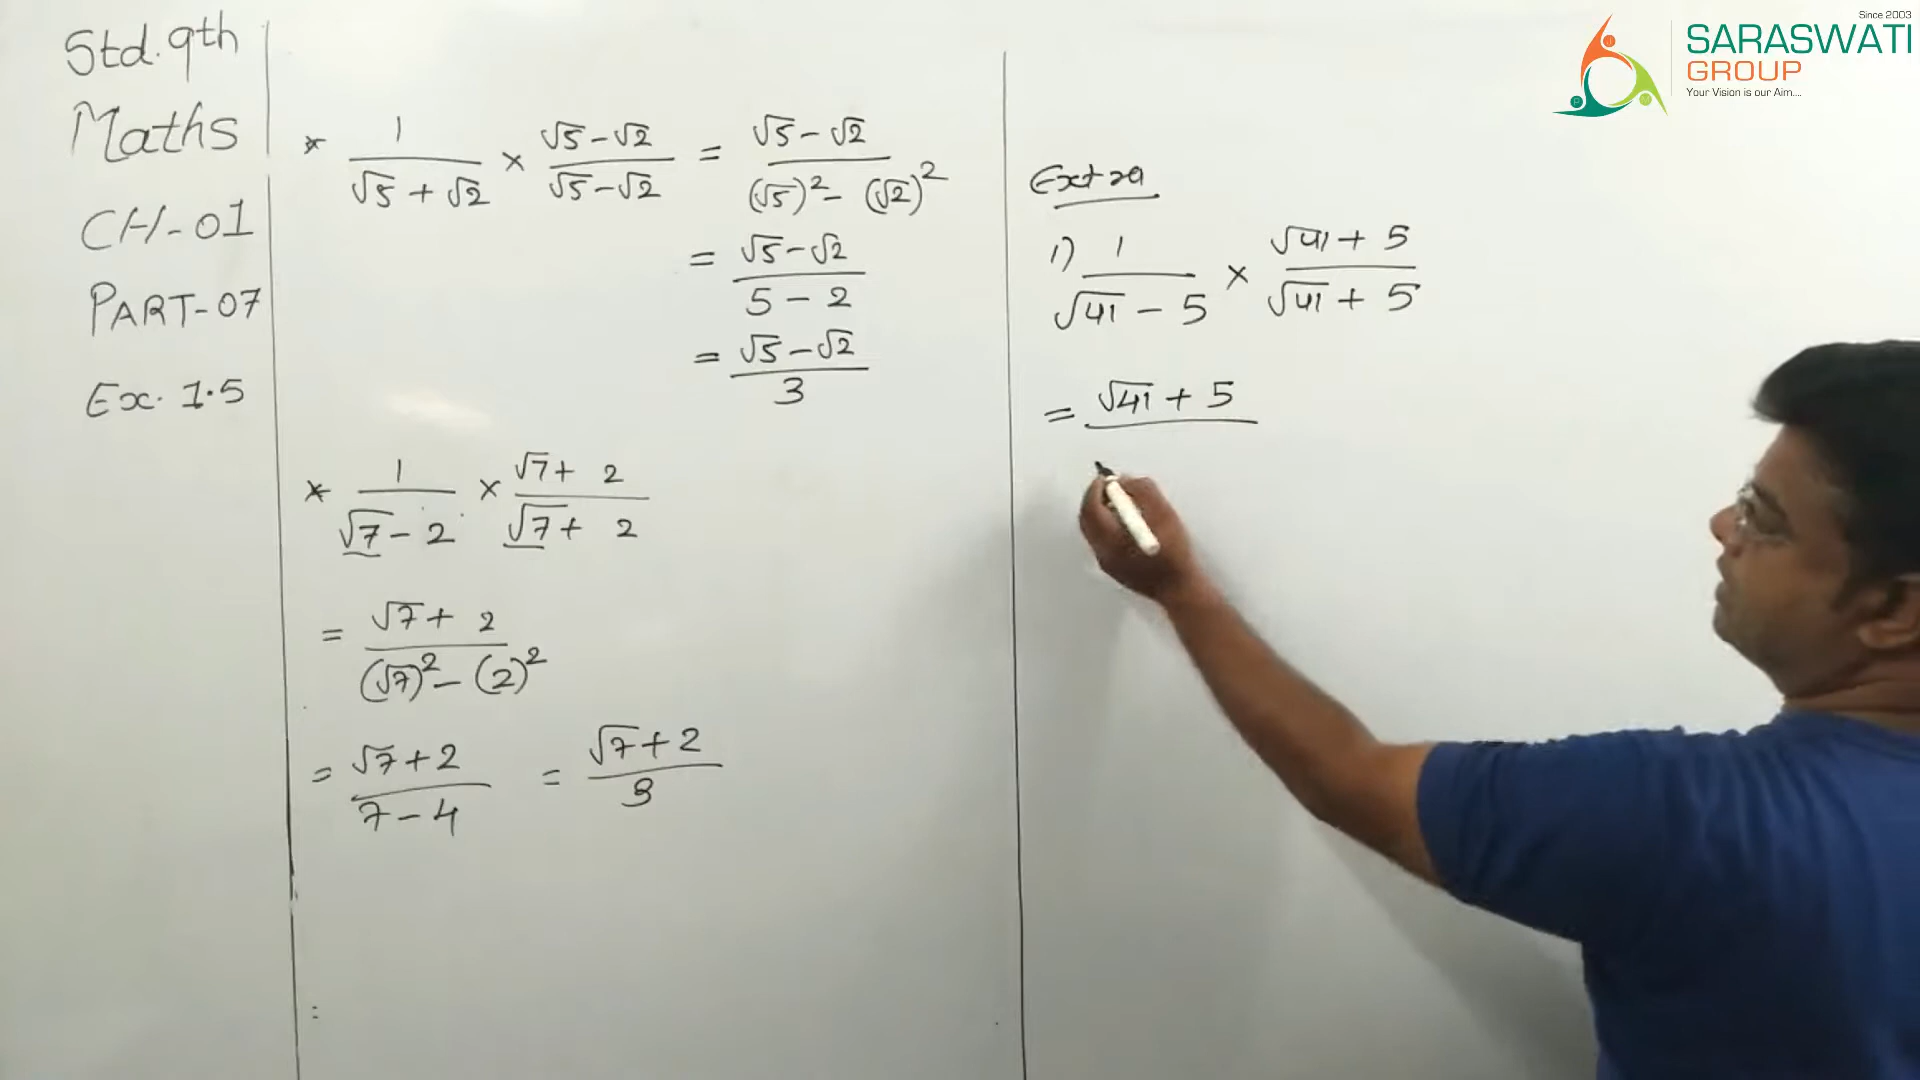 Std. 9th
Maths
CH-01
PART-07
Ex. 1.5
* 1/(√5 + √2) × (√5 - √2)/(√5 - √2) = (√5 - √2)/((√5)² - (√2)²)
= (√5 - √2)/(5 - 2)
= (√5 - √2)/3
* 1/(√7 - 2) × (√7 + 2)/(√7 + 2)
= (√7 + 2)/((√7)² - (2)²)
= (√7 + 2)/(7 - 4) = (√7 + 2)/3
Extra
1) 1/(√41 - 5) × (√41 + 5)/(√41 + 5)
= √41 + 5
Since 2003
SARASWATI
GROUP
Your Vision is our Aim....